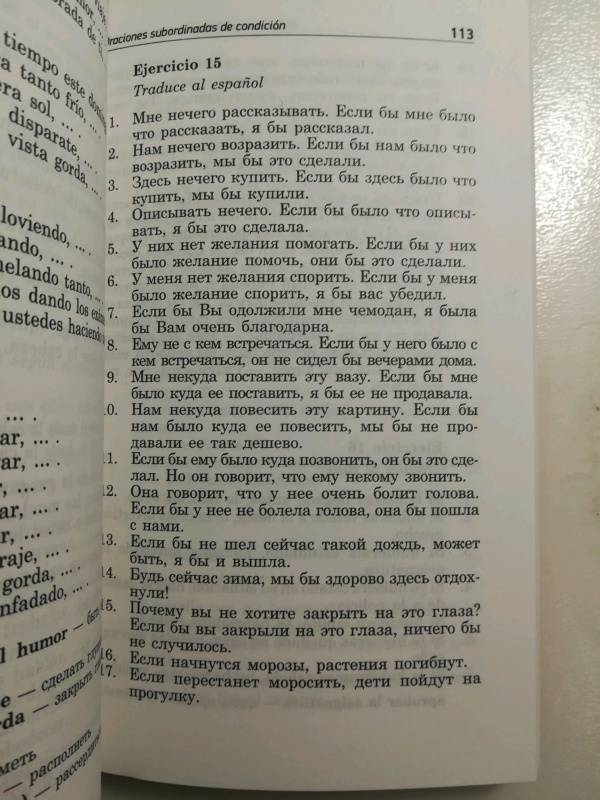 Oraciones subordinadas de condición
113
Ejercicio 15
Traduce al español
1. Мне нечего рассказывать. Если бы мне было
что рассказать, я бы рассказал.
2. Нам нечего возразить. Если бы нам было что
возразить, мы бы это сделали.
3. Здесь нечего купить. Если бы здесь было что
купить, мы бы купили.
4. Описывать нечего. Если бы было что описы-
вать, я бы это сделала.
5. У них нет желания помогать. Если бы у них
было желание помочь, они бы это сделали.
6. У меня нет желания спорить. Если бы у меня
было желание спорить, я бы вас убедил.
7. Если бы Вы одолжили мне чемодан, я была
бы Вам очень благодарна.
8. Ему не с кем встречаться. Если бы у него было с
кем встречаться, он не сидел бы вечерами дома.
9. Мне некуда поставить эту вазу. Если бы мне
было куда ее поставить, я бы ее не продавала.
10. Нам некуда повесить эту картину. Если бы
нам было куда ее повесить, мы бы не про-
давали ее так дешево.
11. Если бы ему было куда позвонить, он бы это сде-
лал. Но он говорит, что ему некому звонить.
12. Она говорит, что у нее очень болит голова.
Если бы у нее не болела голова, она бы пошла
с нами.
13. Если бы не шел сейчас такой дождь, может
быть, я бы и вышла.
14. Будь сейчас зима, мы бы здорово здесь отдох-
нули!
15. Почему вы не хотите закрыть на это глаза?
Если бы вы закрыли на это глаза, ничего бы
не случилось.
16. Если начнутся морозы, растения погибнут.
17. Если перестанет моросить, дети пойдут на
прогулку.
tiempo este
tanto frío, ... .
era sol, ... .
disparate, ... .
vista gorda, ... .
loviendo, ... .
ando, ... .
nelando tanto, ...
os dando los
ustedes haciendo
... .
ar, ... .
ar, ... .
, ... .
ar, ... .
r, ... .
raje, ... .
gorda, ... .
nfadado, ... .
l humor —
e — сделать
rda — закрыть
меть
— располнеть
) — рассерди